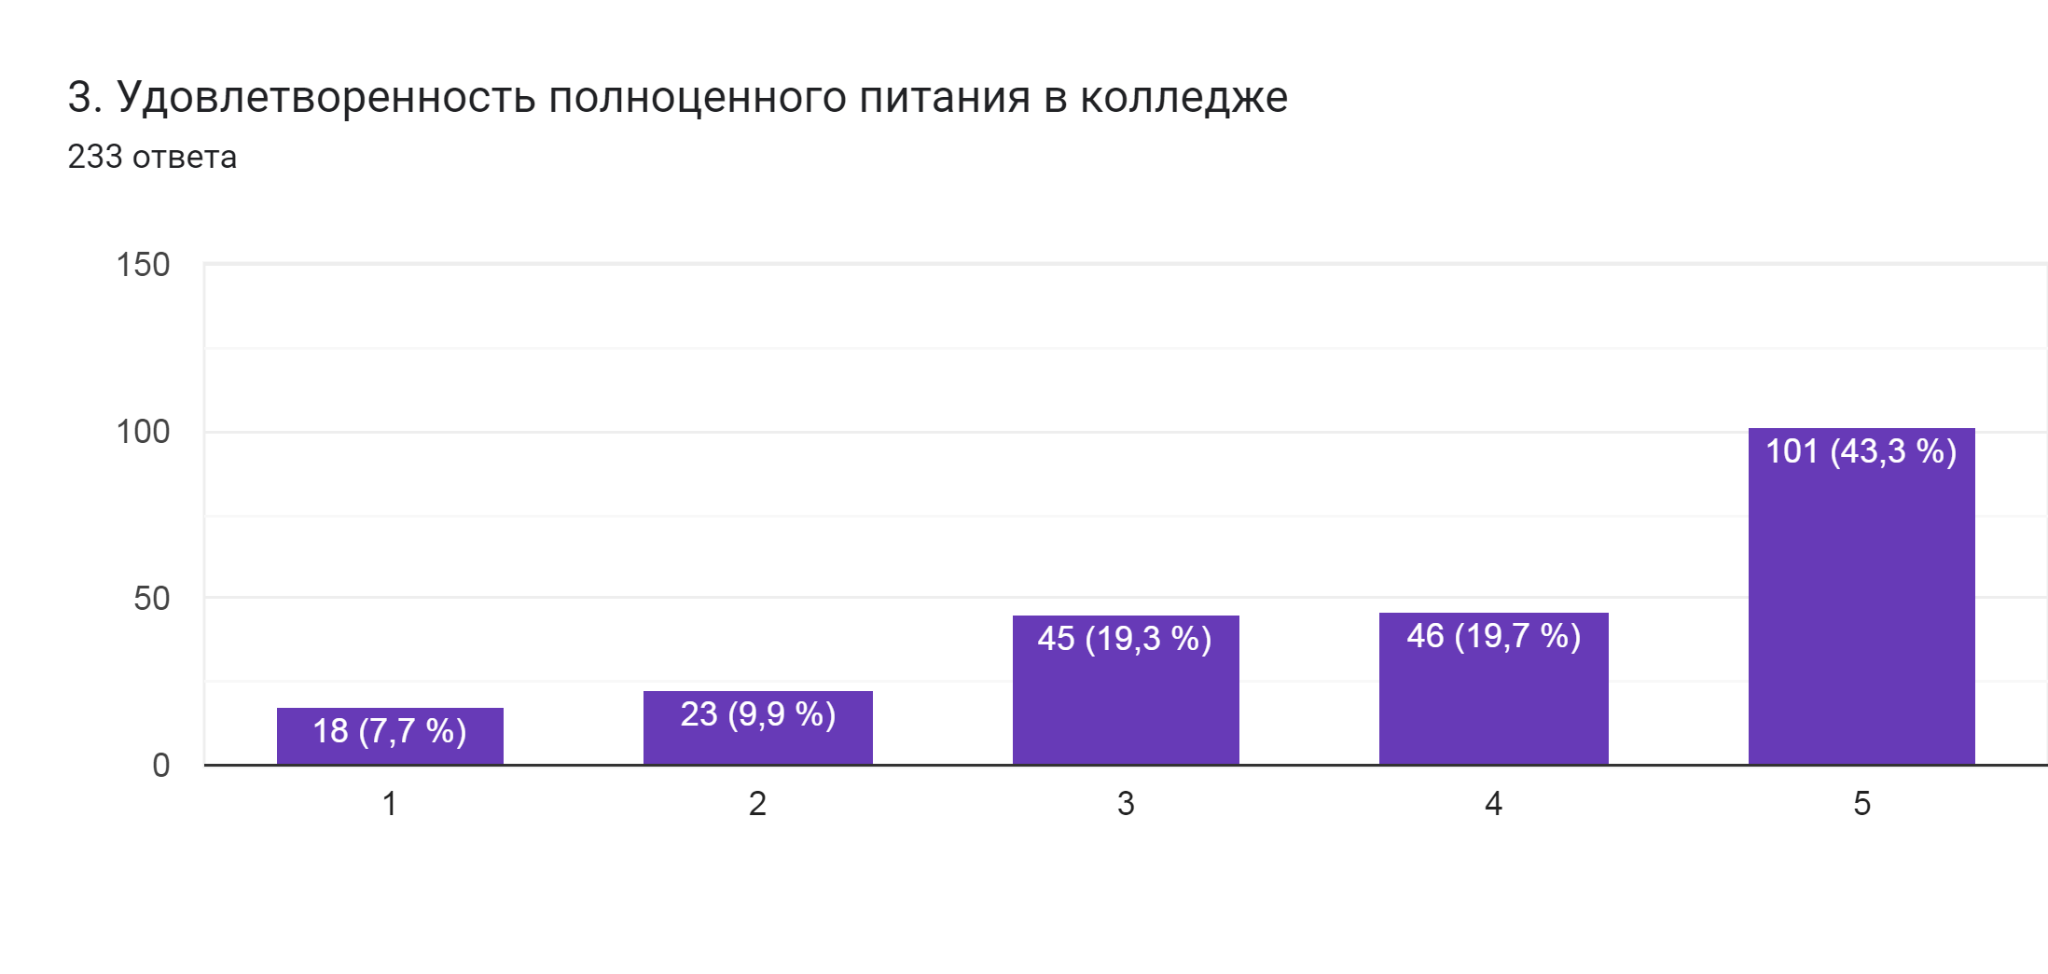 3. Удовлетворенность полноценного питания в колледже
233 ответа
150
100
50
0
18 (7,7 %)
23 (9,9 %)
45 (19,3 %)
46 (19,7 %)
101 (43,3 %)
1
2
3
4
5